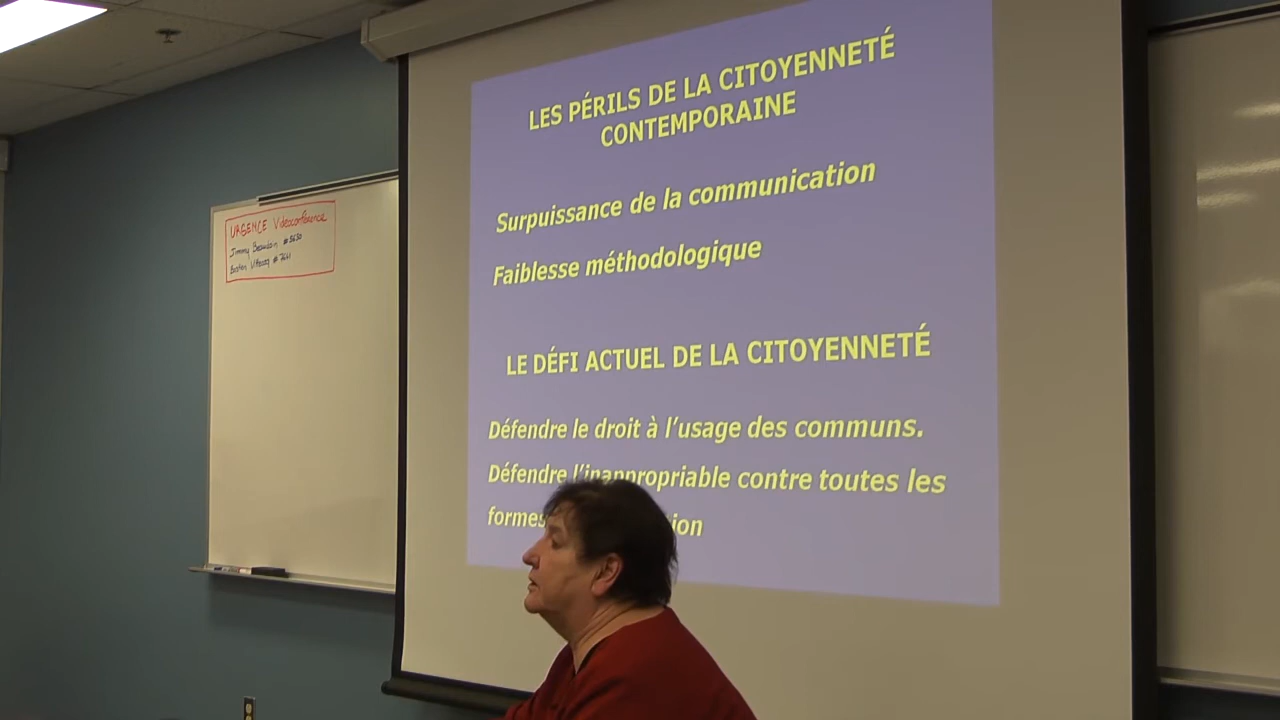 LES PÉRILS DE LA CITOYENNETÉ
CONTEMPORAINE
Surpuissance de la communication
Faiblesse méthodologique
LE DÉFI ACTUEL DE LA CITOYENNETÉ
Défendre le droit à l'usage des communs.
Défendre l'inappropriable contre toutes les
formes
URGENCE Vidéoconférence
Jimmy